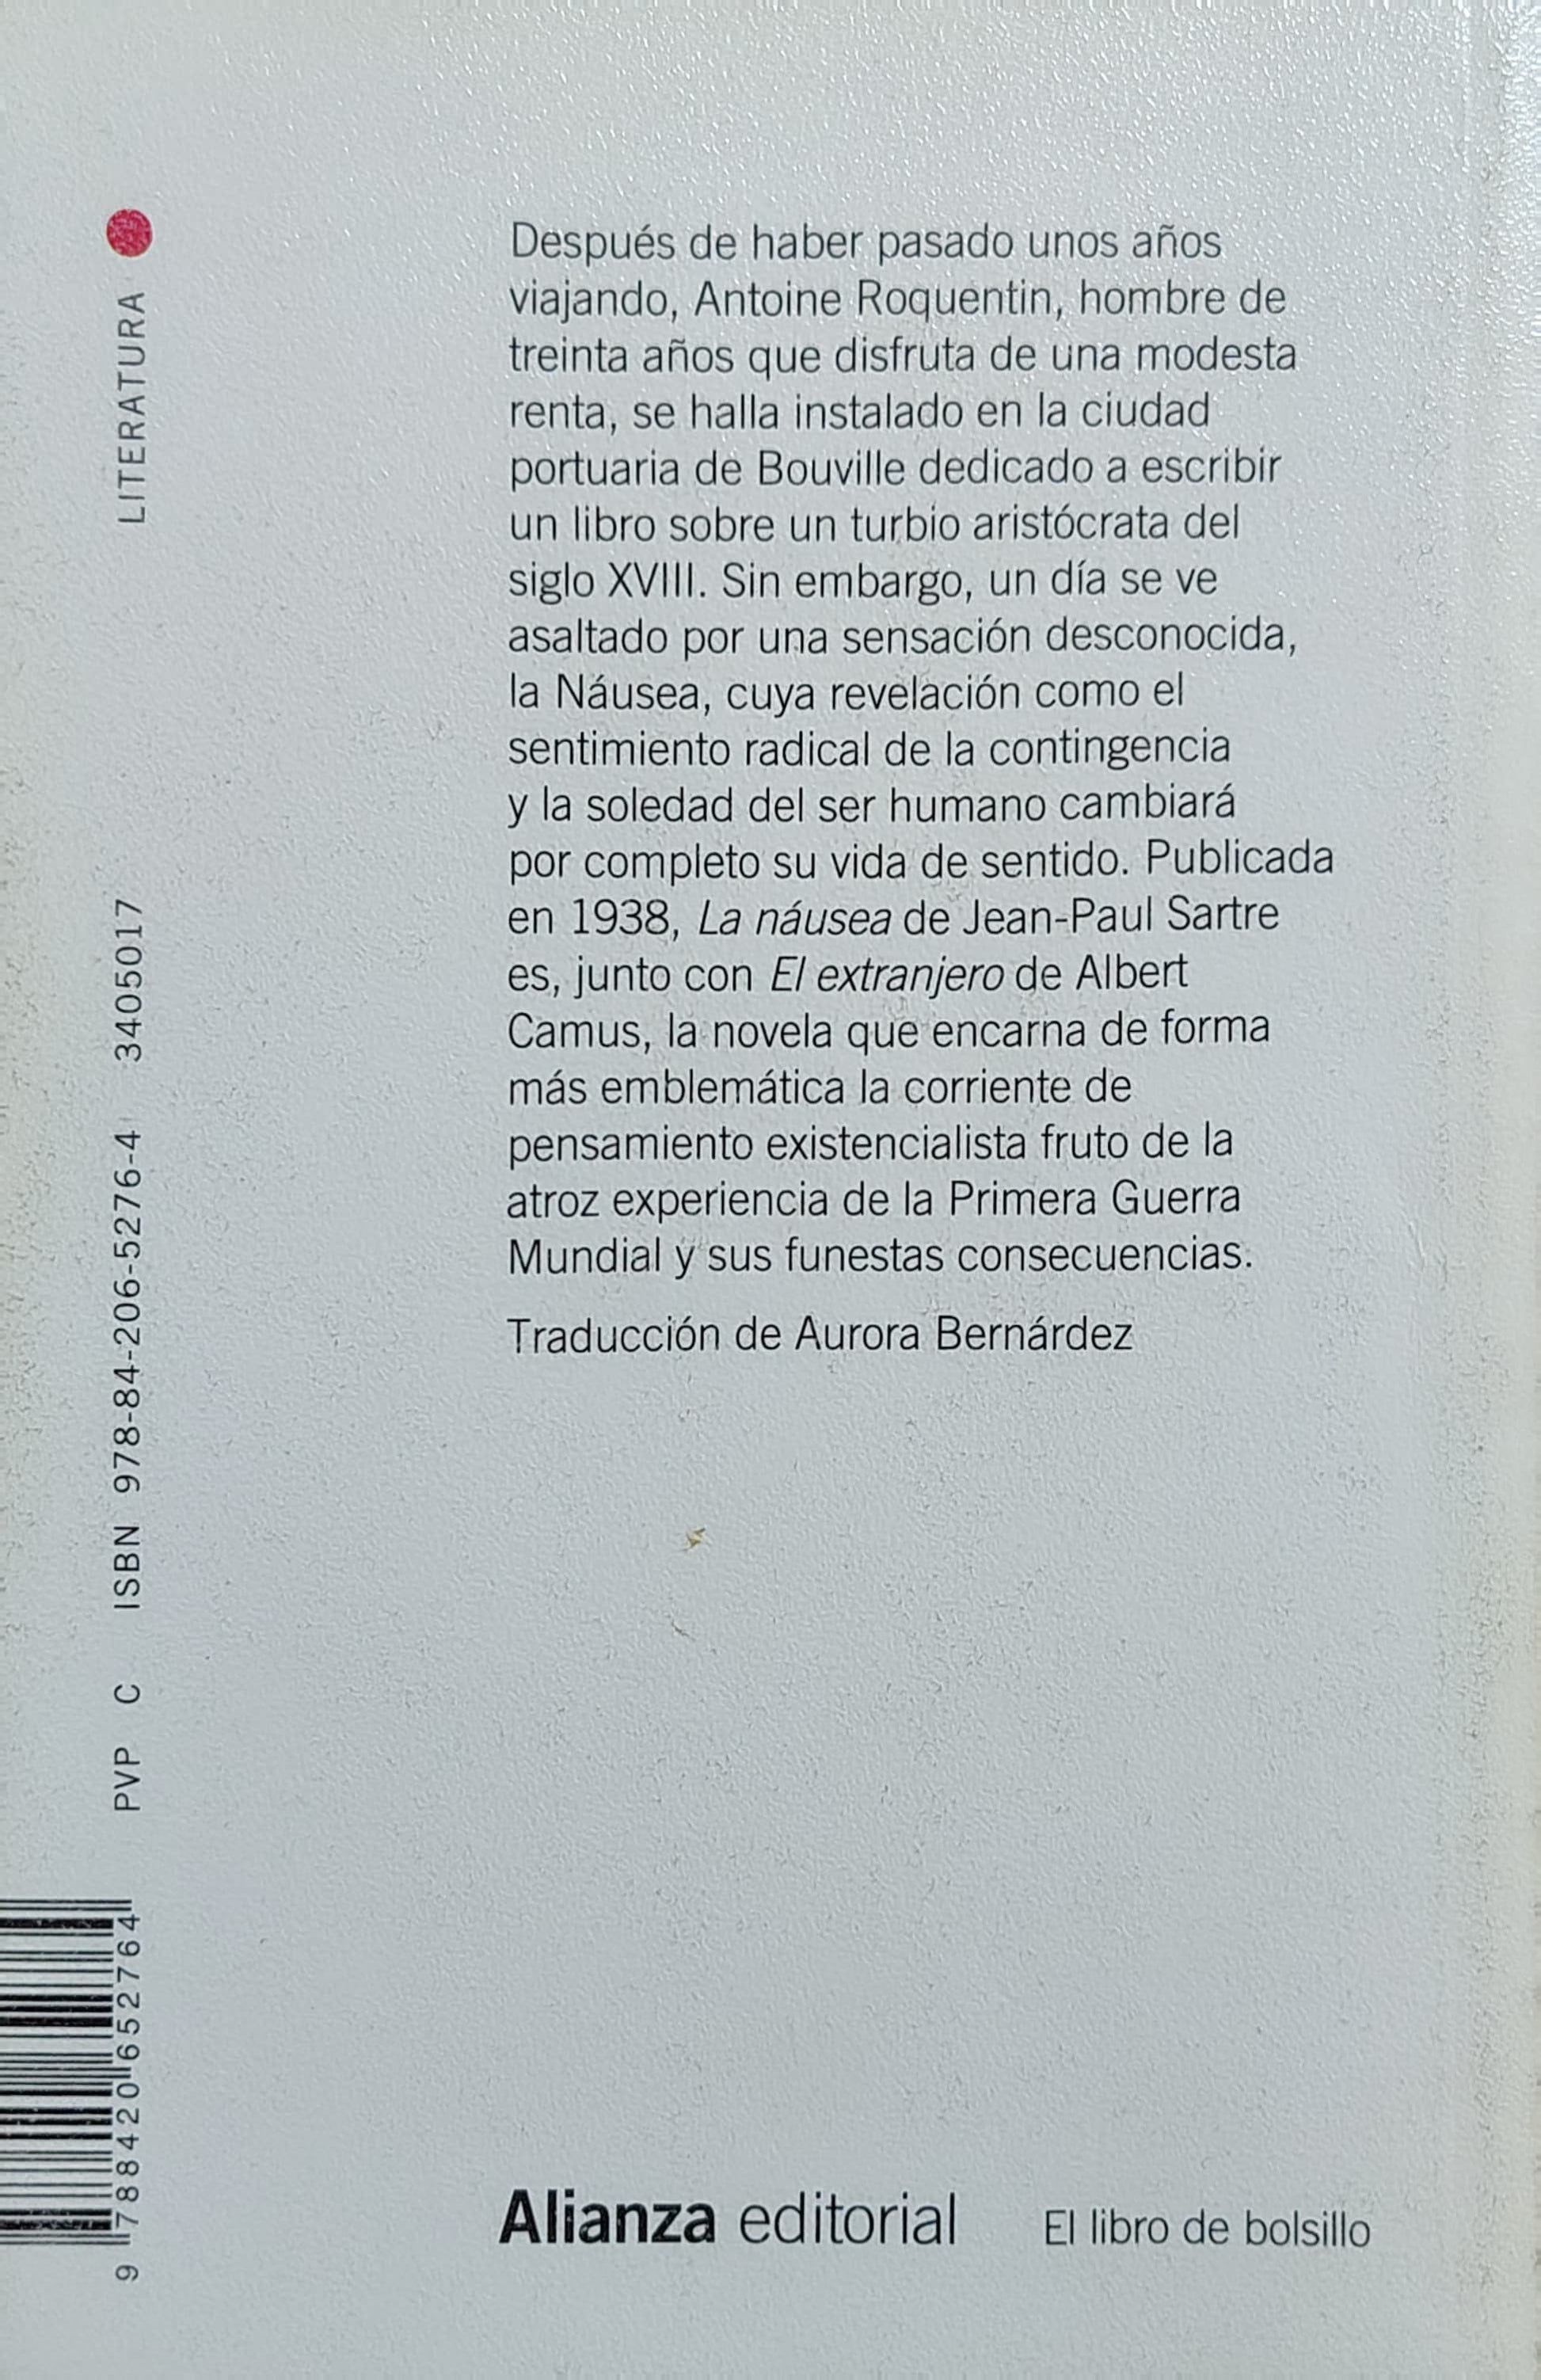 LITERATURA
Después de haber pasado unos años
viajando, Antoine Roquentin, hombre de
treinta años que disfruta de una modesta
renta, se halla instalado en la ciudad
portuaria de Bouville dedicado a escribir
un libro sobre un turbio aristócrata del
siglo XVIII. Sin embargo, un día se ve
asaltado por una sensación desconocida,
la Náusea, cuya revelación como el
sentimiento radical de la contingencia
y la soledad del ser humano cambiará
por completo su vida de sentido. Publicada
en 1938, La náusea de Jean-Paul Sartre
es, junto con El extranjero de Albert
Camus, la novela que encarna de forma
más emblemática la corriente de
pensamiento existencialista fruto de la
atroz experiencia de la Primera Guerra
Mundial y sus funestas consecuencias.
Traducción de Aurora Bernárdez
PVP C ISBN 978-84-206-5276-4 3405017
9 788420 652764
Alianza editorial El libro de bolsillo